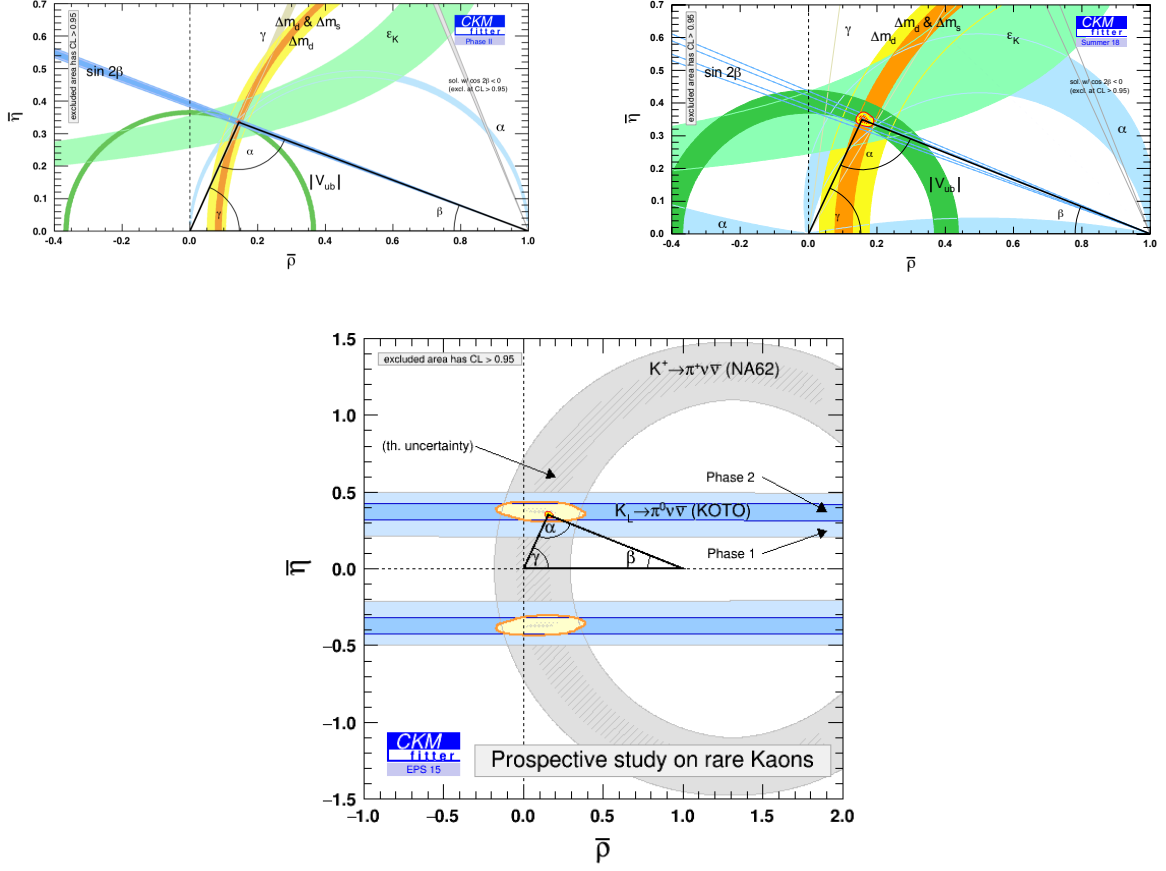 excluded area has CL > 0.95
γ
Δm_d & Δm_s
Δm_d
ε_K
CKM
fitter
Phase II
sin 2β
sol. w/ cos 2β < 0
(excl. at CL > 0.95)
α
α
|V_ub|
γ
β
η̄
0.7
0.6
0.5
0.4
0.3
0.2
0.1
0.0
-0.4 -0.2 0.0 0.2 0.4 0.6 0.8 1.0
ρ̄
excluded area has CL > 0.95
γ
Δm_d & Δm_s
Δm_d
ε_K
CKM
fitter
Summer 18
sin 2β
sol. w/ cos 2β < 0
(excl. at CL > 0.95)
α
α
|V_ub|
α
γ
β
η̄
0.7
0.6
0.5
0.4
0.3
0.2
0.1
0.0
-0.4 -0.2 0.0 0.2 0.4 0.6 0.8 1.0
ρ̄
excluded area has CL > 0.95
K⁺→π⁺νν̄ (NA62)
(th. uncertainty)
Phase 2
K_L→π⁰νν̄ (KOTO)
Phase 1
α
γ
β
η̄
1.5
1.0
0.5
0.0
−0.5
−1.0
−1.5
CKM
fitter
EPS 15
Prospective study on rare Kaons
−1.0 −0.5 0.0 0.5 1.0 1.5 2.0
ρ̄